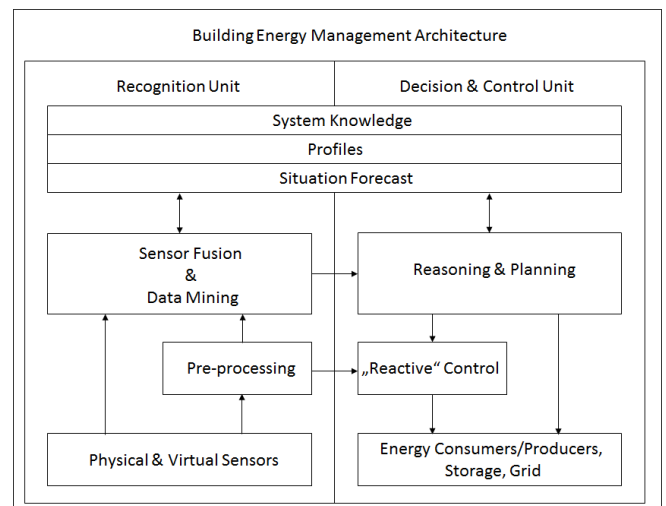 Building Energy Management Architecture
Recognition Unit
Decision & Control Unit
System Knowledge
Profiles
Situation Forecast
Sensor Fusion
&
Data Mining
Reasoning & Planning
Pre-processing
„Reactive“ Control
Physical & Virtual Sensors
Energy Consumers/Producers,
Storage, Grid